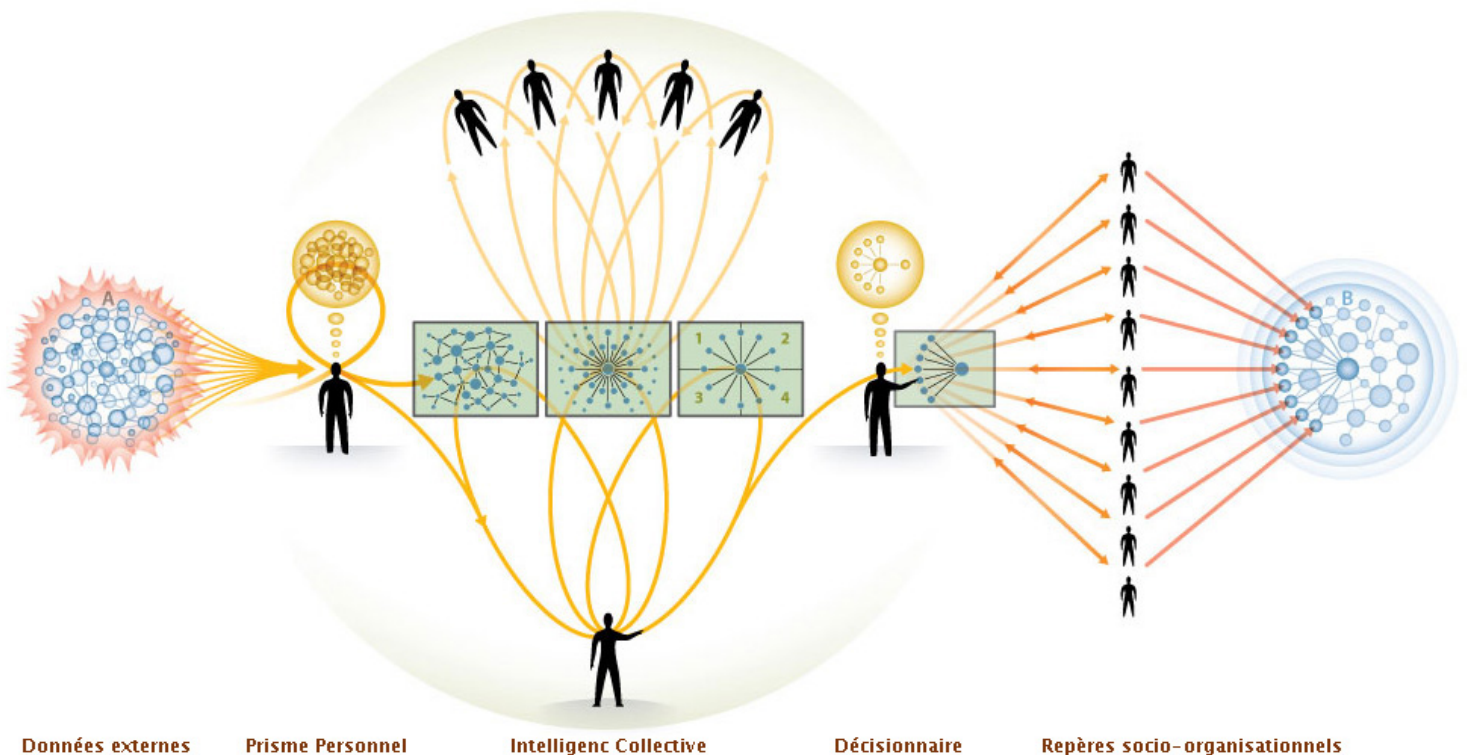 A
B
1
2
3
4
Données externes
Prisme Personnel
Intelligenc Collective
Décisionnaire
Repères socio-organisationnels